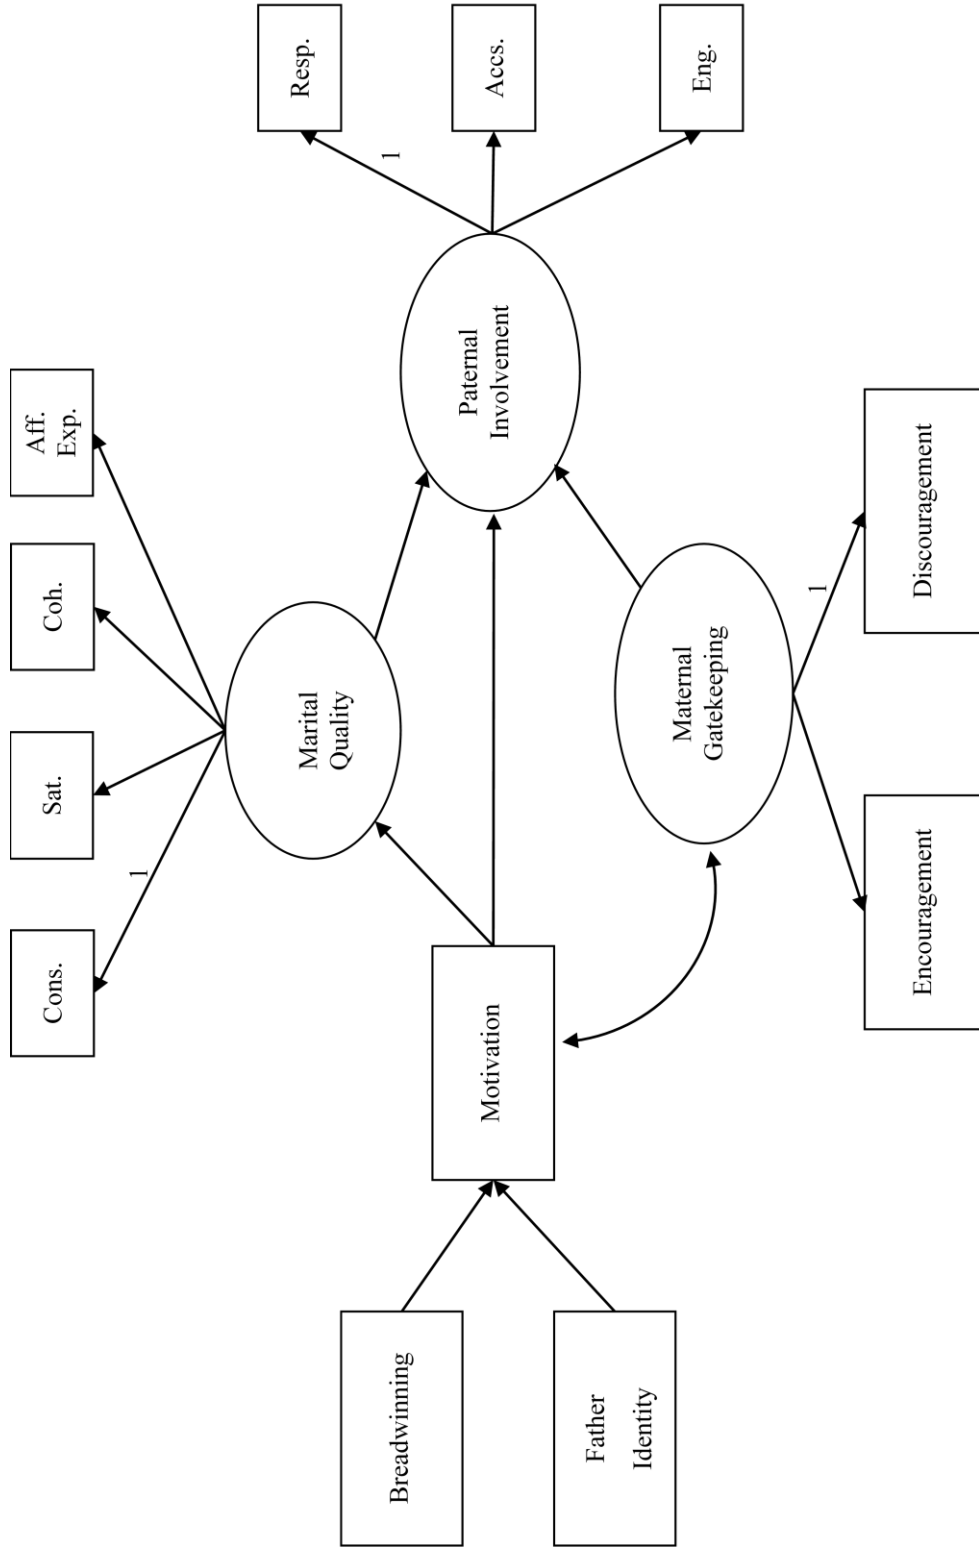 Cons.
Sat.
Coh.
Aff.
Exp.
1
Marital
Quality
Breadwinning
Father
Identity
Motivation
Paternal
Involvement
Resp.
1
Accs.
Eng.
Maternal
Gatekeeping
1
Encouragement
Discouragement